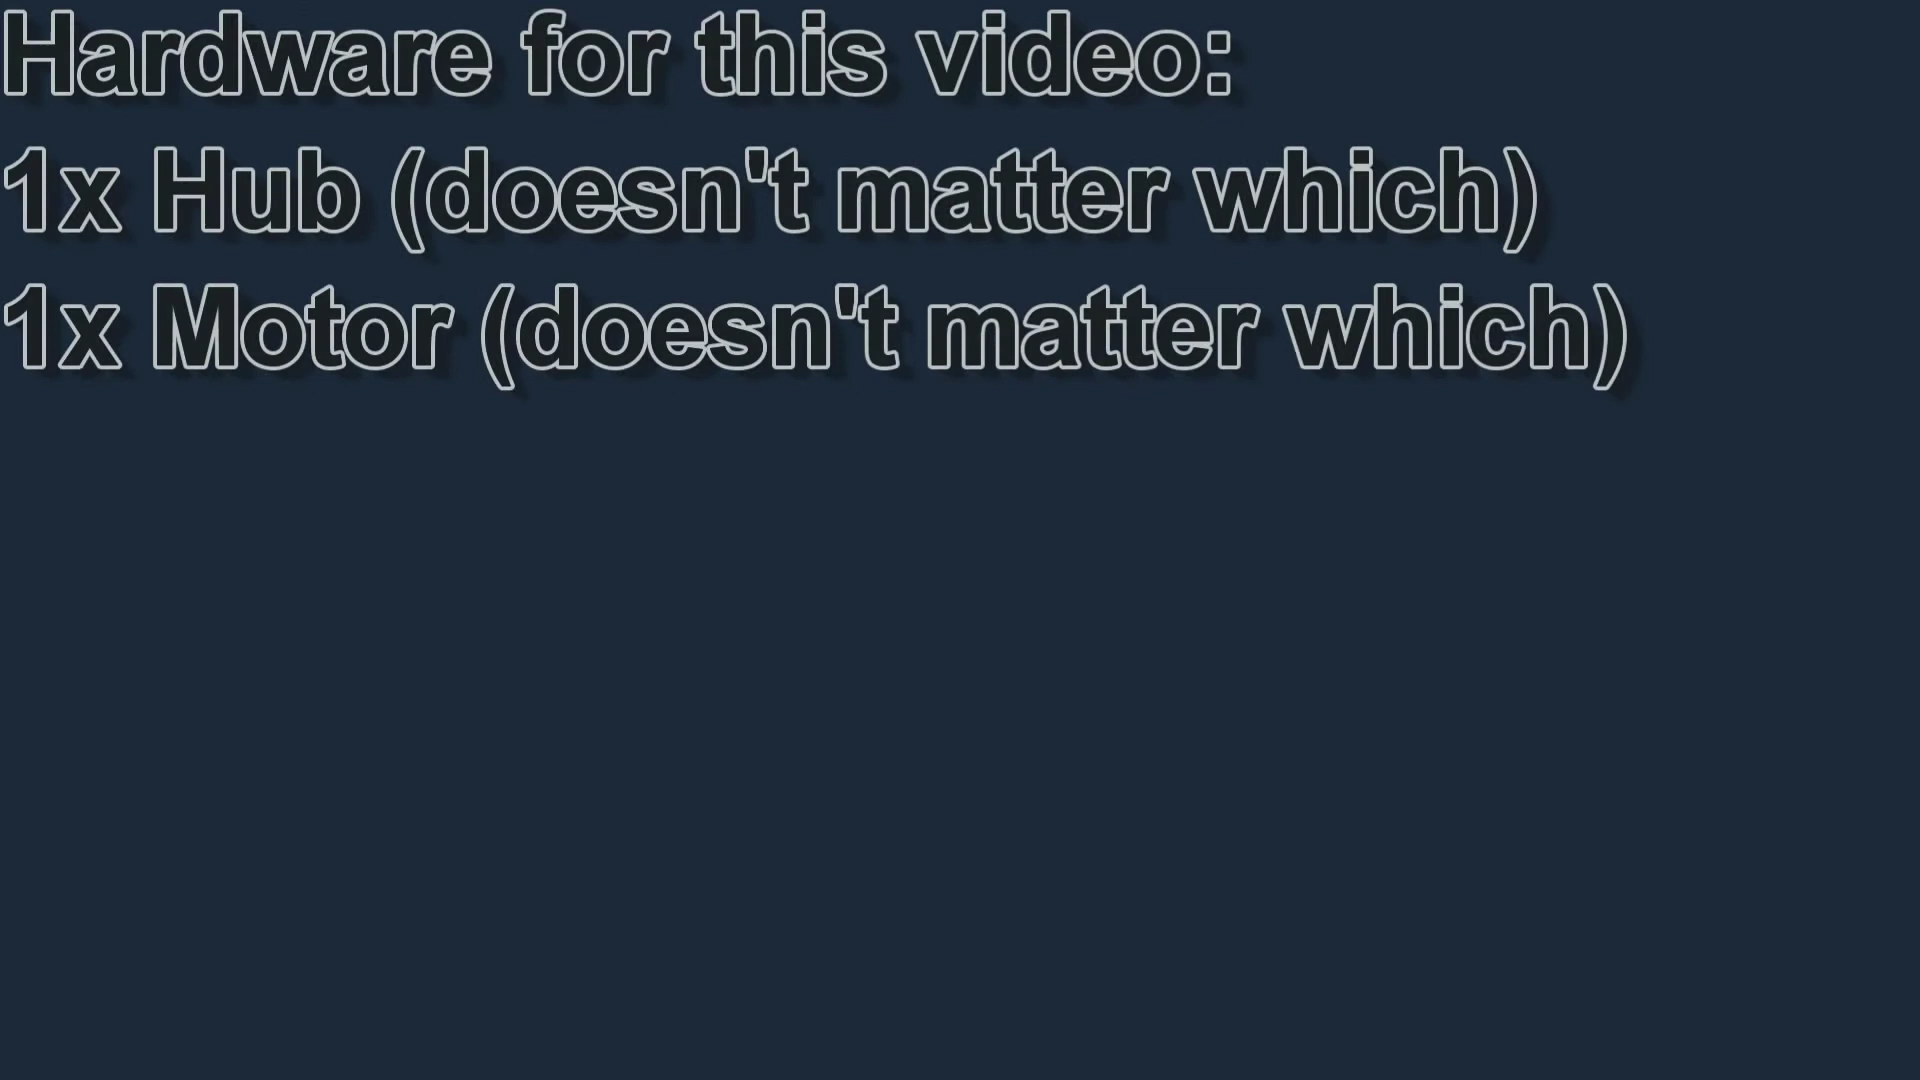 Hardware for this video:
1x Hub (doesn't matter which)
1x Motor (doesn't matter which)